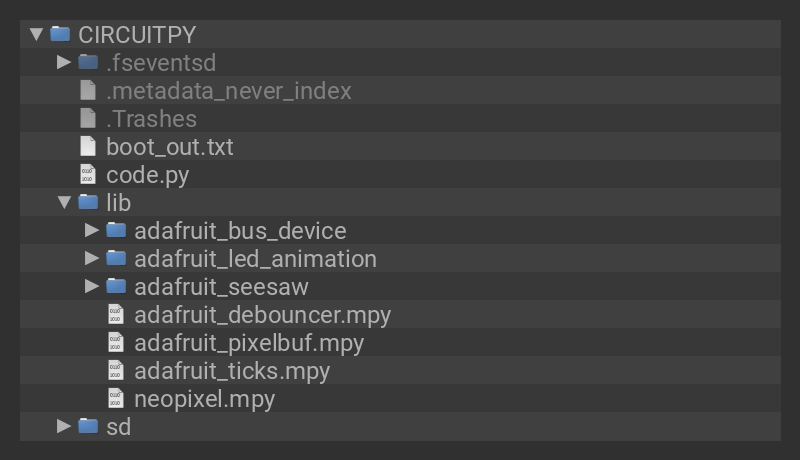 CIRCUITPY
.fseventsd
.metadata_never_index
.Trashes
boot_out.txt
code.py
lib
adafruit_bus_device
adafruit_led_animation
adafruit_seesaw
adafruit_debouncer.mpy
adafruit_pixelbuf.mpy
adafruit_ticks.mpy
neopixel.mpy
sd